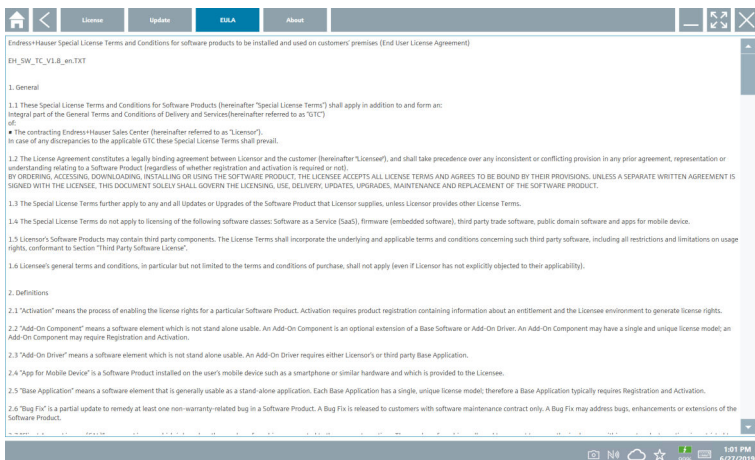 License
Update
EULA
About
Endress+Hauser Special License Terms and Conditions for software products to be installed and used on customers' premises (End User License Agreement)
EH_SW_TC_V1.8_en.TXT
1. General
1.1 These Special License Terms and Conditions for Software Products (hereinafter "Special License Terms") shall apply in addition to and form an:
Integral part of the General Terms and Conditions of Delivery and Services(hereinafter referred to as "GTC")
of:
■ The contracting Endress+Hauser Sales Center (hereinafter referred to as"Licensor").
In case of any discrepancies to the applicable GTC these Special License Terms shall prevail.
1.2 The License Agreement constitutes a legally binding agreement between Licensor and the customer (hereinafter "Licensee"), and shall take precedence over any inconsistent or conflicting provision in any prior agreement, representation or
understanding relating to a Software Product (regardless of whether registration and activation is required or not).
BY ORDERING, ACCESSING, DOWNLOADING, INSTALLING OR USING THE SOFTWARE PRODUCT, THE LICENSEE ACCEPTS ALL LICENSE TERMS AND AGREES TO BE BOUND BY THEIR PROVISIONS. UNLESS A SEPARATE WRITTEN AGREEMENT IS
SIGNED WITH THE LICENSEE, THIS DOCUMENT SOLELY SHALL GOVERN THE LICENSING, USE, DELIVERY, UPDATES, UPGRADES, MAINTENANCE AND REPLACEMENT OF THE SOFTWARE PRODUCT.
1.3 The Special License Terms further apply to any and all Updates or Upgrades of the Software Product that Licensor supplies, unless Licensor provides other License Terms.
1.4 The Special License Terms do not apply to licensing of the following software classes: Software as a Service (SaaS), firmware (embedded software), third party trade software, public domain software and apps for mobile device.
1.5 Licensor's Software Products may contain third party components. The License Terms shall incorporate the underlying and applicable terms and conditions concerning such third party software, including all restrictions and limitations on usage
rights, conformant to Section "Third Party Software License".
1.6 Licensee's general terms and conditions, in particular but not limited to the terms and conditions of purchase, shall not apply (even if Licensor has not explicitly objected to their applicability).
2. Definitions
2.1 "Activation" means the process of enabling the license rights for a particular Software Product. Activation requires product registration containing information about an entitlement and the Licensee environment to generate license rights.
2.2 "Add-On Component" means a software element which is not stand alone usable. An Add-On Component is an optional extension of a Base Software or Add-On Driver. An Add-On Component may have a single and unique license model; an
Add-On Component may require Registration and Activation.
2.3 "Add-On Driver" means a software element which is not stand alone usable. An Add-On Driver requires either Licensor's or third party Base Application.
2.4 "App for Mobile Device" is a Software Product installed on the user's mobile device such as a smartphone or similar hardware and which is provided to the Licensee.
2.5 "Base Application" means a software element that is generally usable as a stand-alone application. Each Base Application has a single, unique license model; therefore a Base Application typically requires Registration and Activation.
2.6 "Bug Fix" is a partial update to remedy at least one non-warranty-related bug in a Software Product. A Bug Fix is released to customers with software maintenance contract only. A Bug Fix may address bugs, enhancements or extensions of the
Software Product.
1:01 PM
6/27/2019